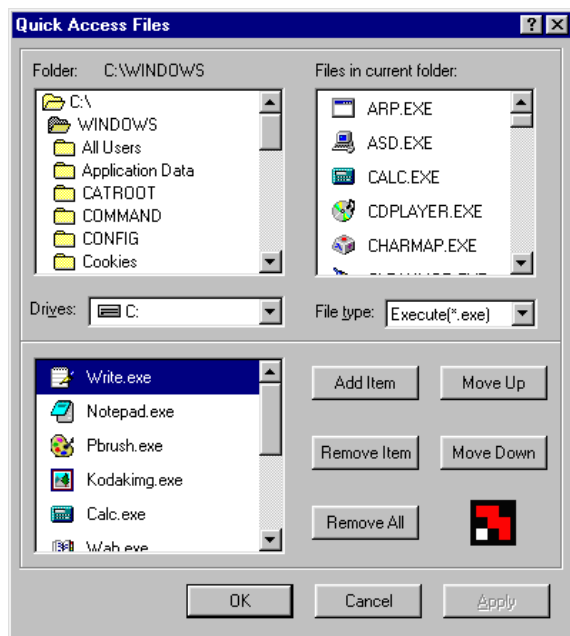 Quick Access Files
Folder: C:\WINDOWS
C:\
WINDOWS
All Users
Application Data
CATROOT
COMMAND
CONFIG
Cookies
Files in current folder:
ARP.EXE
ASD.EXE
CALC.EXE
CDPLAYER.EXE
CHARMAP.EXE
Drives: C:
File type: Execute(*.exe)
Write.exe
Notepad.exe
Pbrush.exe
Kodakimg.exe
Calc.exe
Wab.exe
Add Item
Move Up
Remove Item
Move Down
Remove All
OK
Cancel
Apply